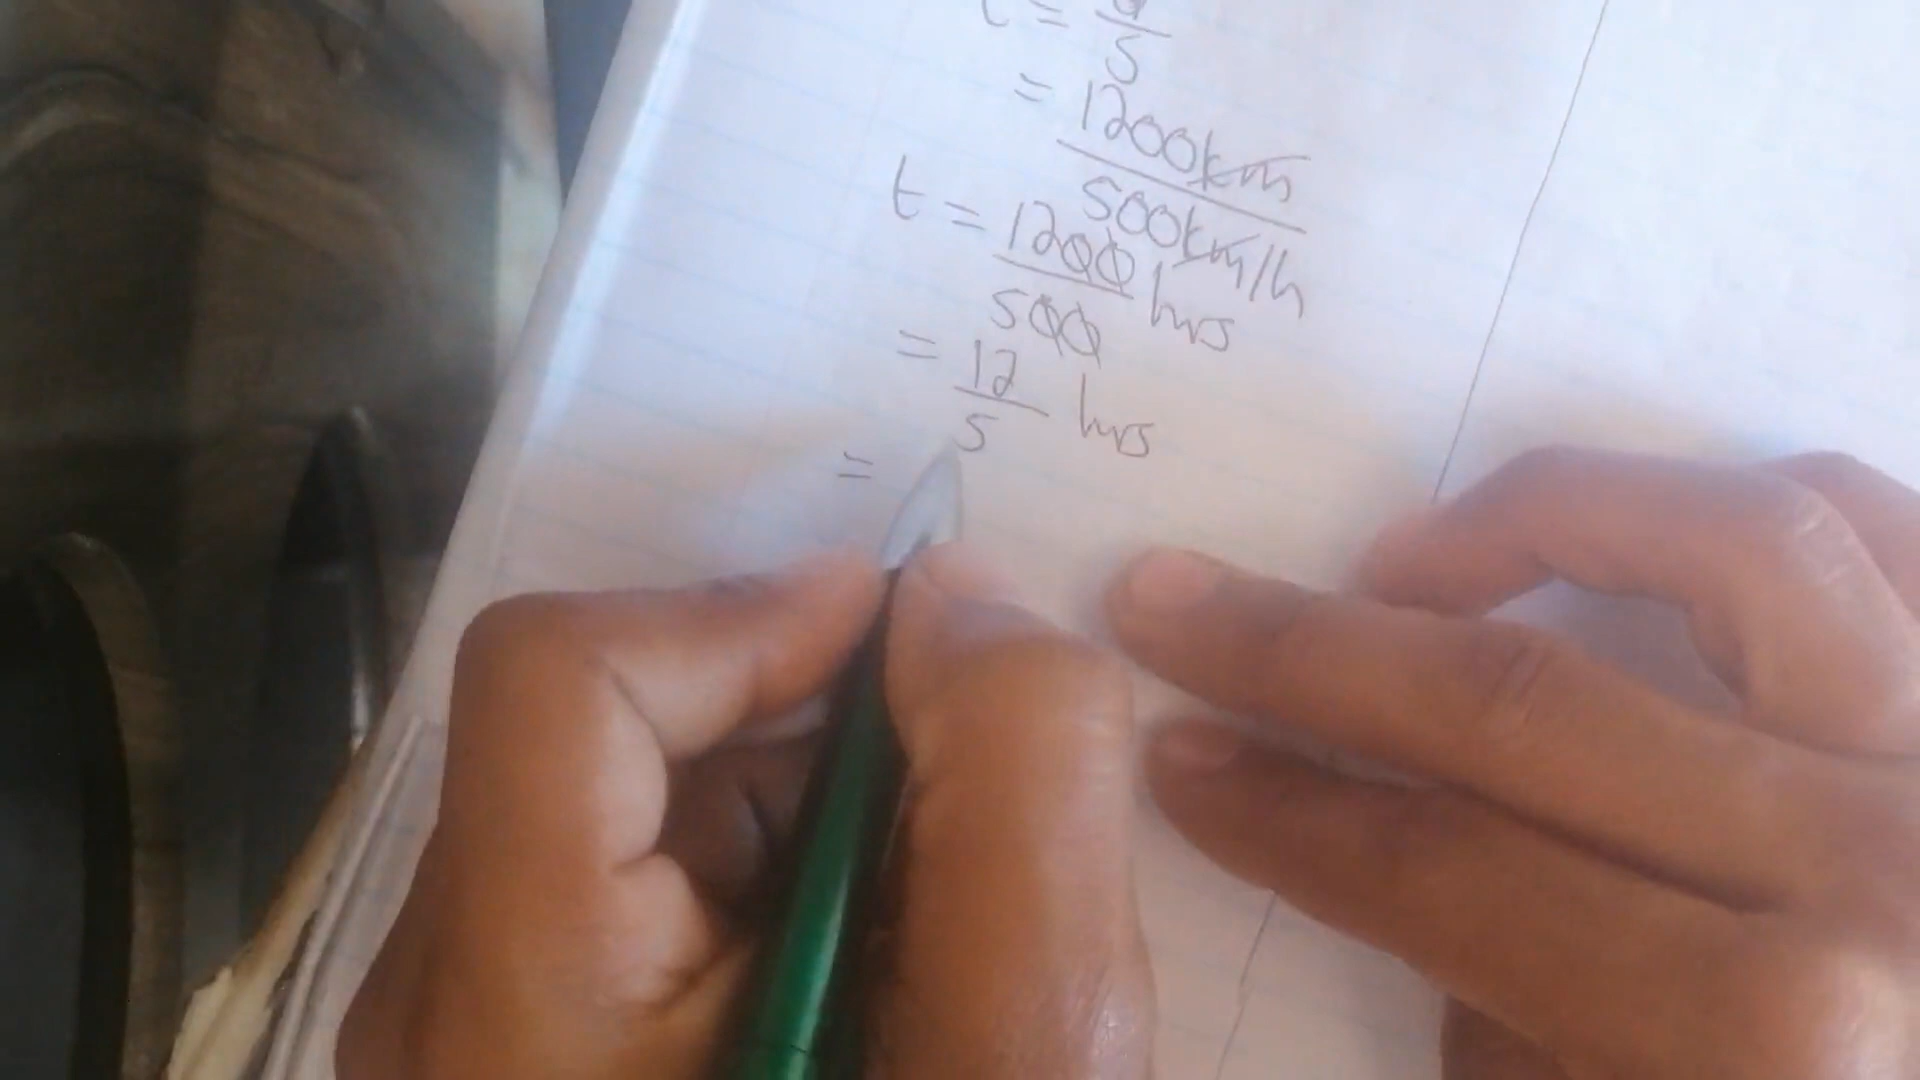 t = d/s
= 1200km
500km/h
t = 1200 hrs
500
= 12 hrs
5
=